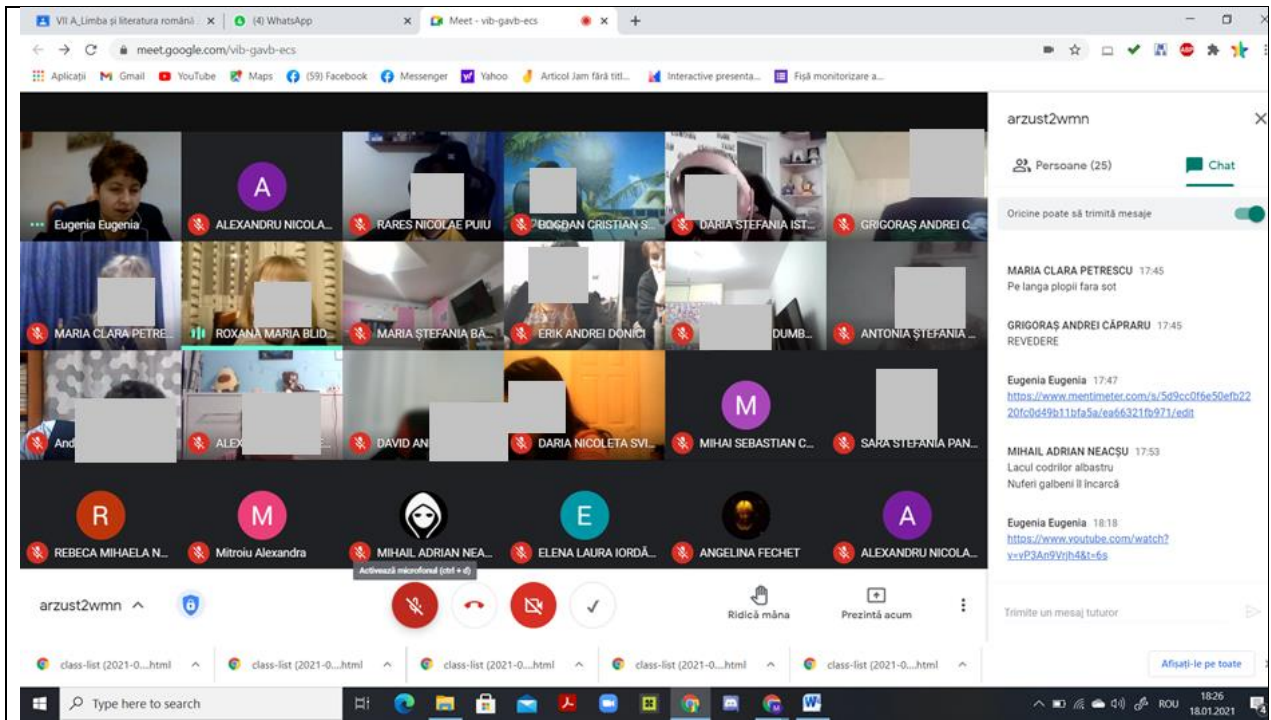 VII A_Limba și literatura română
(4) WhatsApp
Meet - vib-gavb-ecs
meet.google.com/vib-gavb-ecs
Aplicații
Gmail
YouTube
Maps
(59) Facebook
Messenger
Yahoo
Articol Jam fără titl...
Interactive presenta...
Fișă monitorizare a...
Eugenia Eugenia
A
ALEXANDRU NICOLA...
RARES NICOLAE PUIU
BOGDAN CRISTIAN S...
DARIA STEFANIA IST...
GRIGORAȘ ANDREI C...
MARIA CLARA PETRE...
ROXANA MARIA BLID...
MARIA ȘTEFANIA BĂ...
ERIK ANDREI DONICI
DUMB...
ANTONIA ȘTEFANIA ...
And
ALEX
DAVID AN
DARIA NICOLETA SVI...
M
MIHAI SEBASTIAN C...
SARA STEFANIA PAN...
R
REBECA MIHAELA N...
M
Mitroiu Alexandra
MIHAIL ADRIAN NEA...
E
ELENA LAURA IORDĂ...
ANGELINA FECHET
A
ALEXANDRU NICOLA...
Activează microfonul (ctrl + d)
arzust2wmn
Ridică mâna
Prezintă acum
arzust2wmn
Persoane (25)
Chat
Oricine poate să trimită mesaje
MARIA CLARA PETRESCU 17:45
Pe langa plopii fara sot
GRIGORAȘ ANDREI CĂPRARU 17:45
REVEDERE
Eugenia Eugenia 17:47
https://www.mentimeter.com/s/5d9cc0f6e50efb22
20fc0d49b11bfa5a/ea66321fb971/edit
MIHAIL ADRIAN NEACȘU 17:53
Lacul codrilor albastru
Nuferi galbeni îl încarcă
Eugenia Eugenia 18:18
https://www.youtube.com/watch?
v=vP3An9Vrjh4&t=6s
Trimite un mesaj tuturor
class-list (2021-0....html
class-list (2021-0....html
class-list (2021-0....html
class-list (2021-0....html
class-list (2021-0....html
Afișați-le pe toate
Type here to search
ROU
18:26
18.01.2021